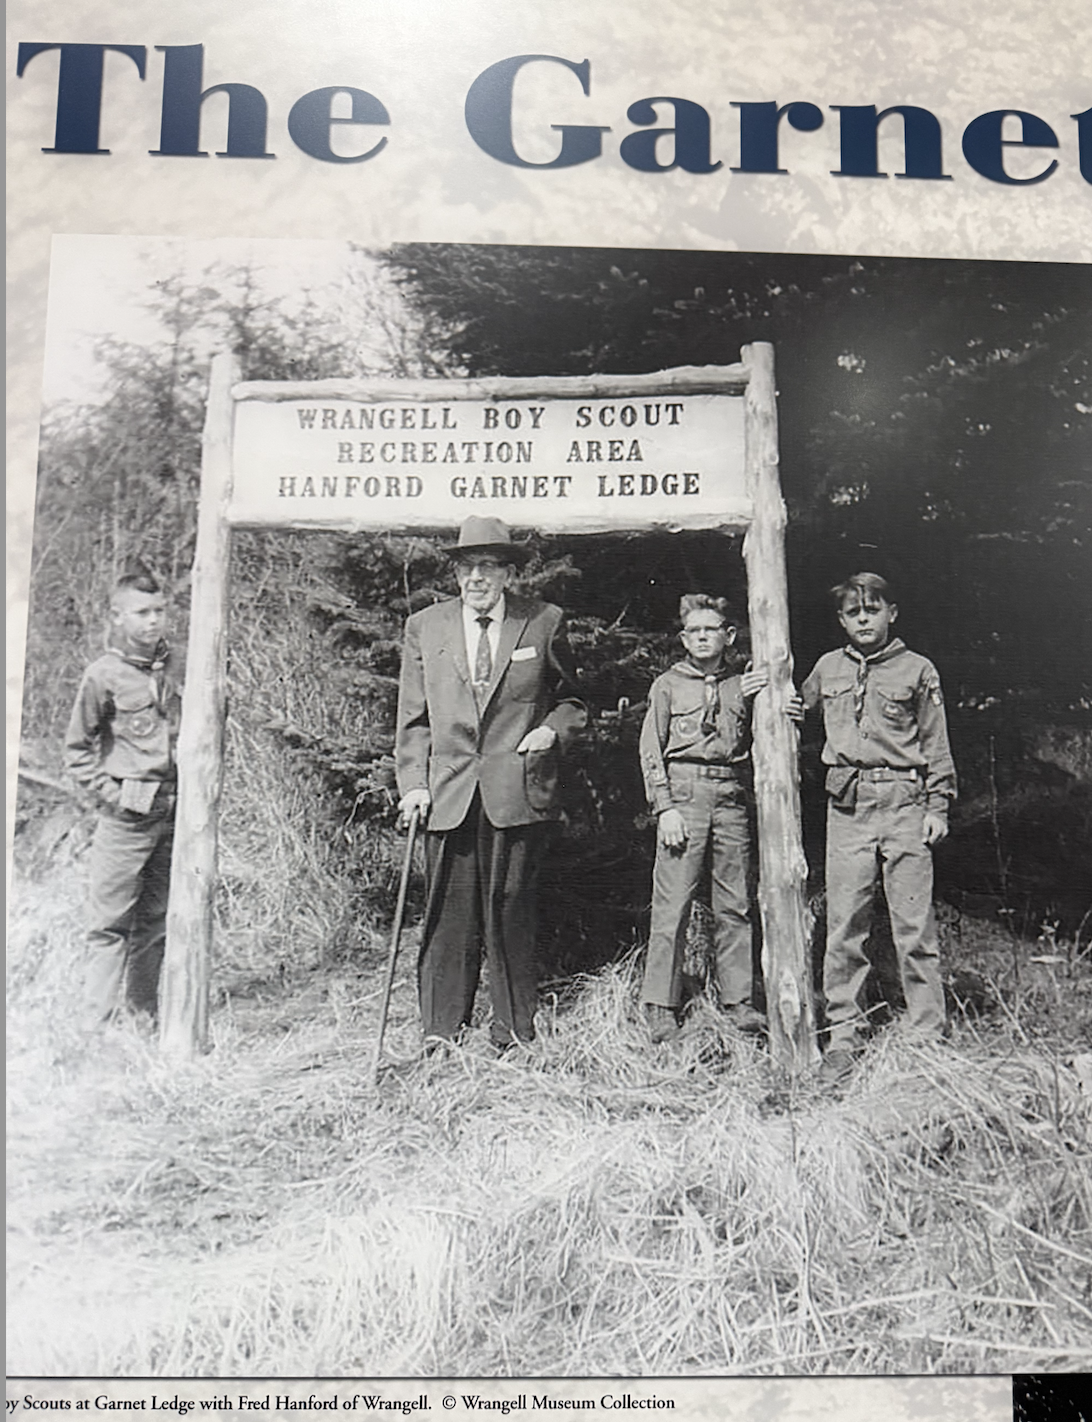 The Garnet
WRANGELL BOY SCOUT
RECREATION AREA
HANFORD GARNET LEDGE
oy Scouts at Garnet Ledge with Fred Hanford of Wrangell. © Wrangell Museum Collection